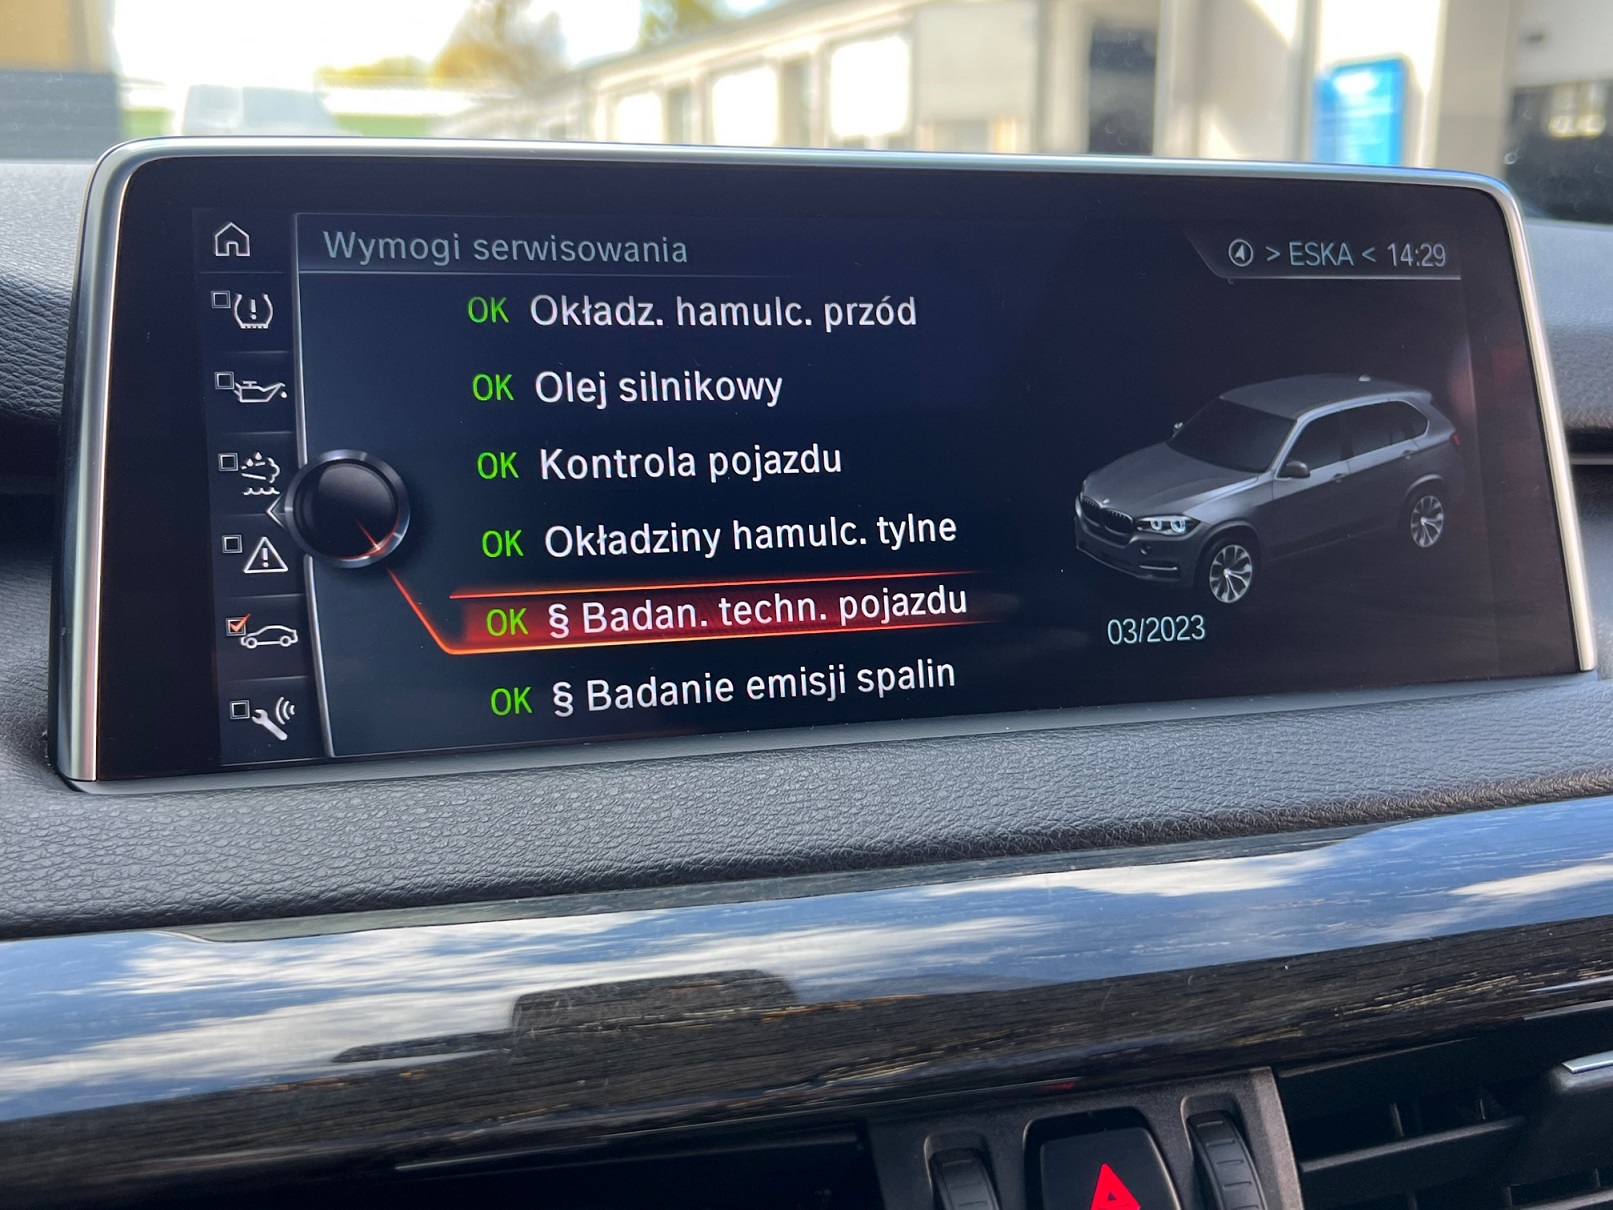 Wymogi serwisowania
> ESKA < 14:29
OK Okładz. hamulc. przód
OK Olej silnikowy
OK Kontrola pojazdu
OK Okładziny hamulc. tylne
OK § Badan. techn. pojazdu
03/2023
OK § Badanie emisji spalin